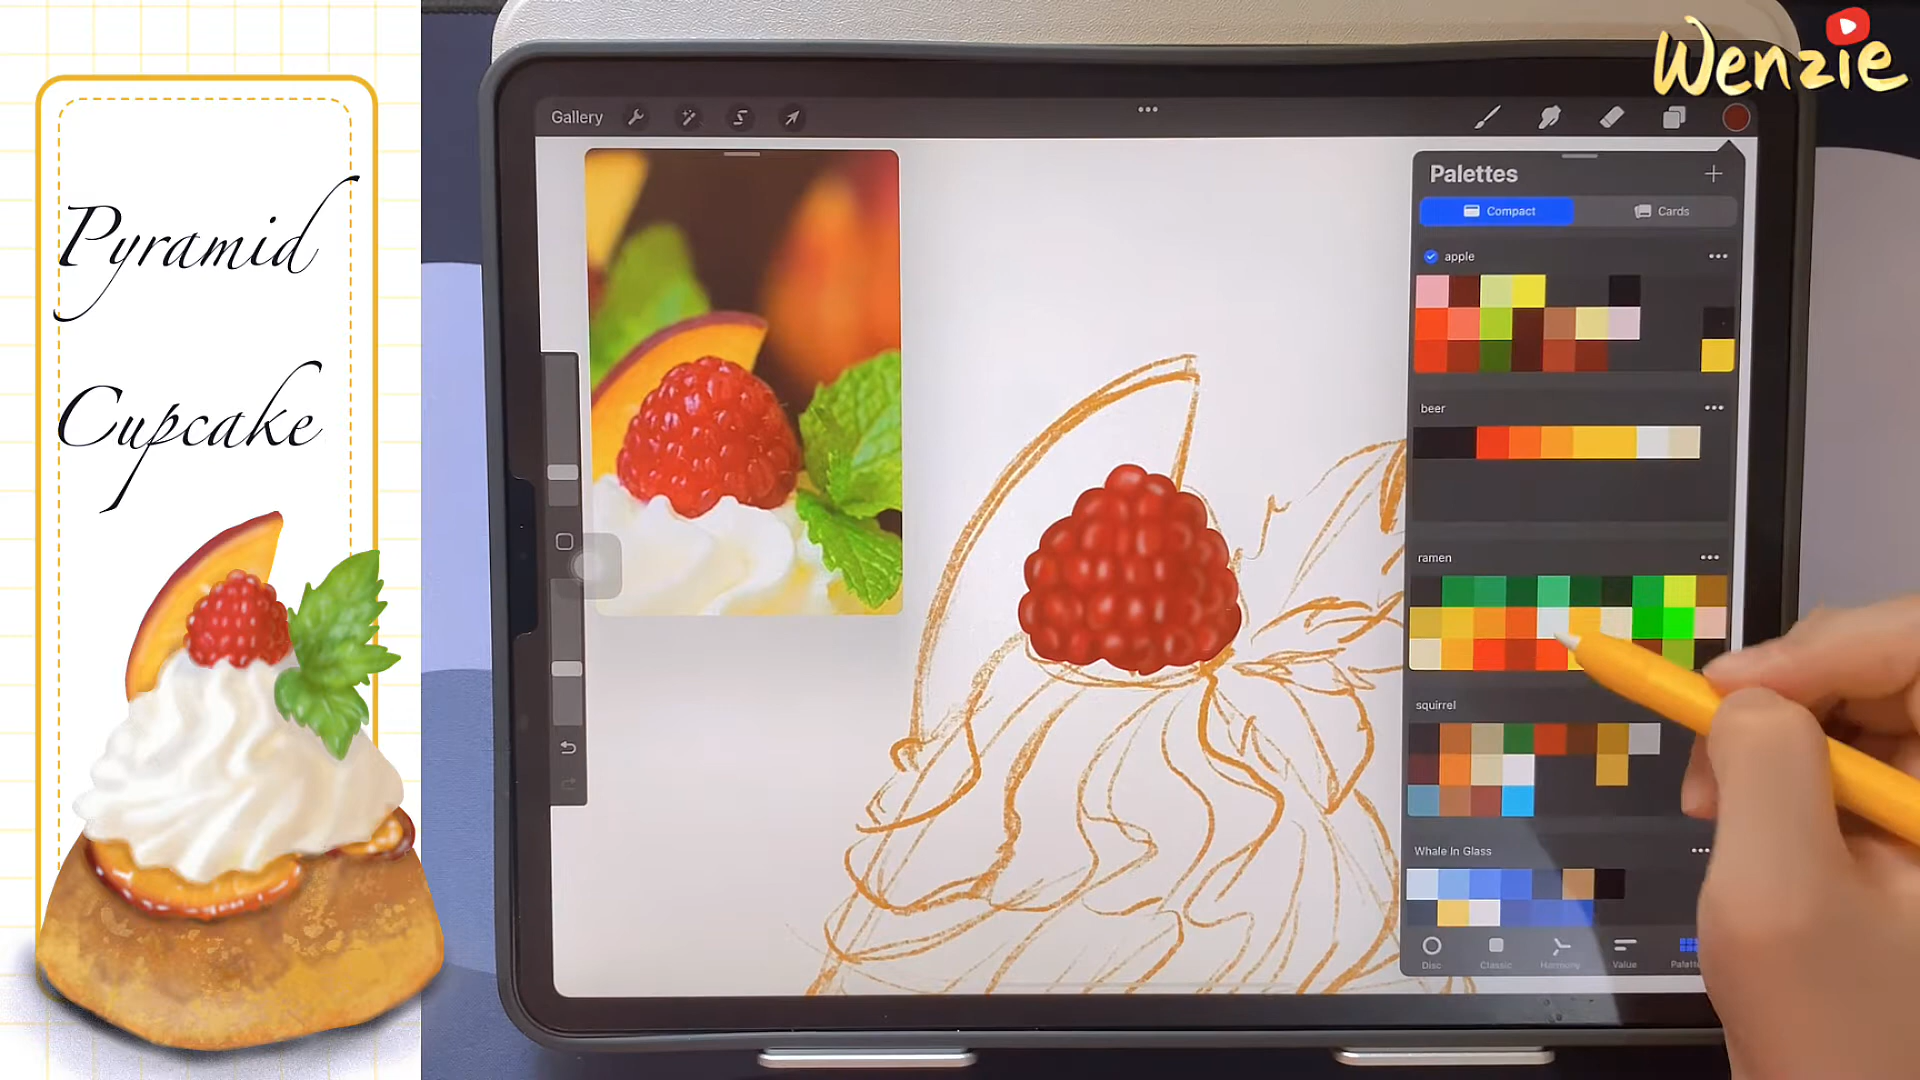 Pyramid
Cupcake
Wenzie
Gallery
Palettes
Compact
Cards
apple
beer
ramen
squirrel
Whale In Glass
Disc
Classic
Harmony
Value